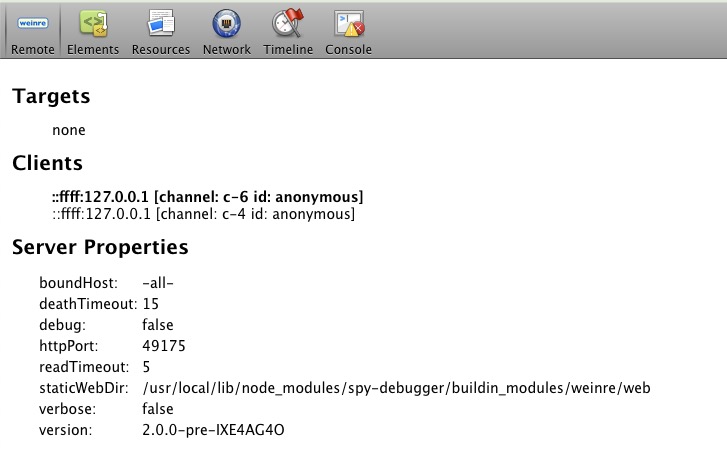 weinre
Remote Elements Resources Network Timeline Console
Targets
none
Clients
::ffff:127.0.0.1 [channel: c-6 id: anonymous]
::ffff:127.0.0.1 [channel: c-4 id: anonymous]
Server Properties
boundHost: -all-
deathTimeout: 15
debug: false
httpPort: 49175
readTimeout: 5
staticWebDir: /usr/local/lib/node_modules/spy-debugger/buildin_modules/weinre/web
verbose: false
version: 2.0.0-pre-IXE4AG4O